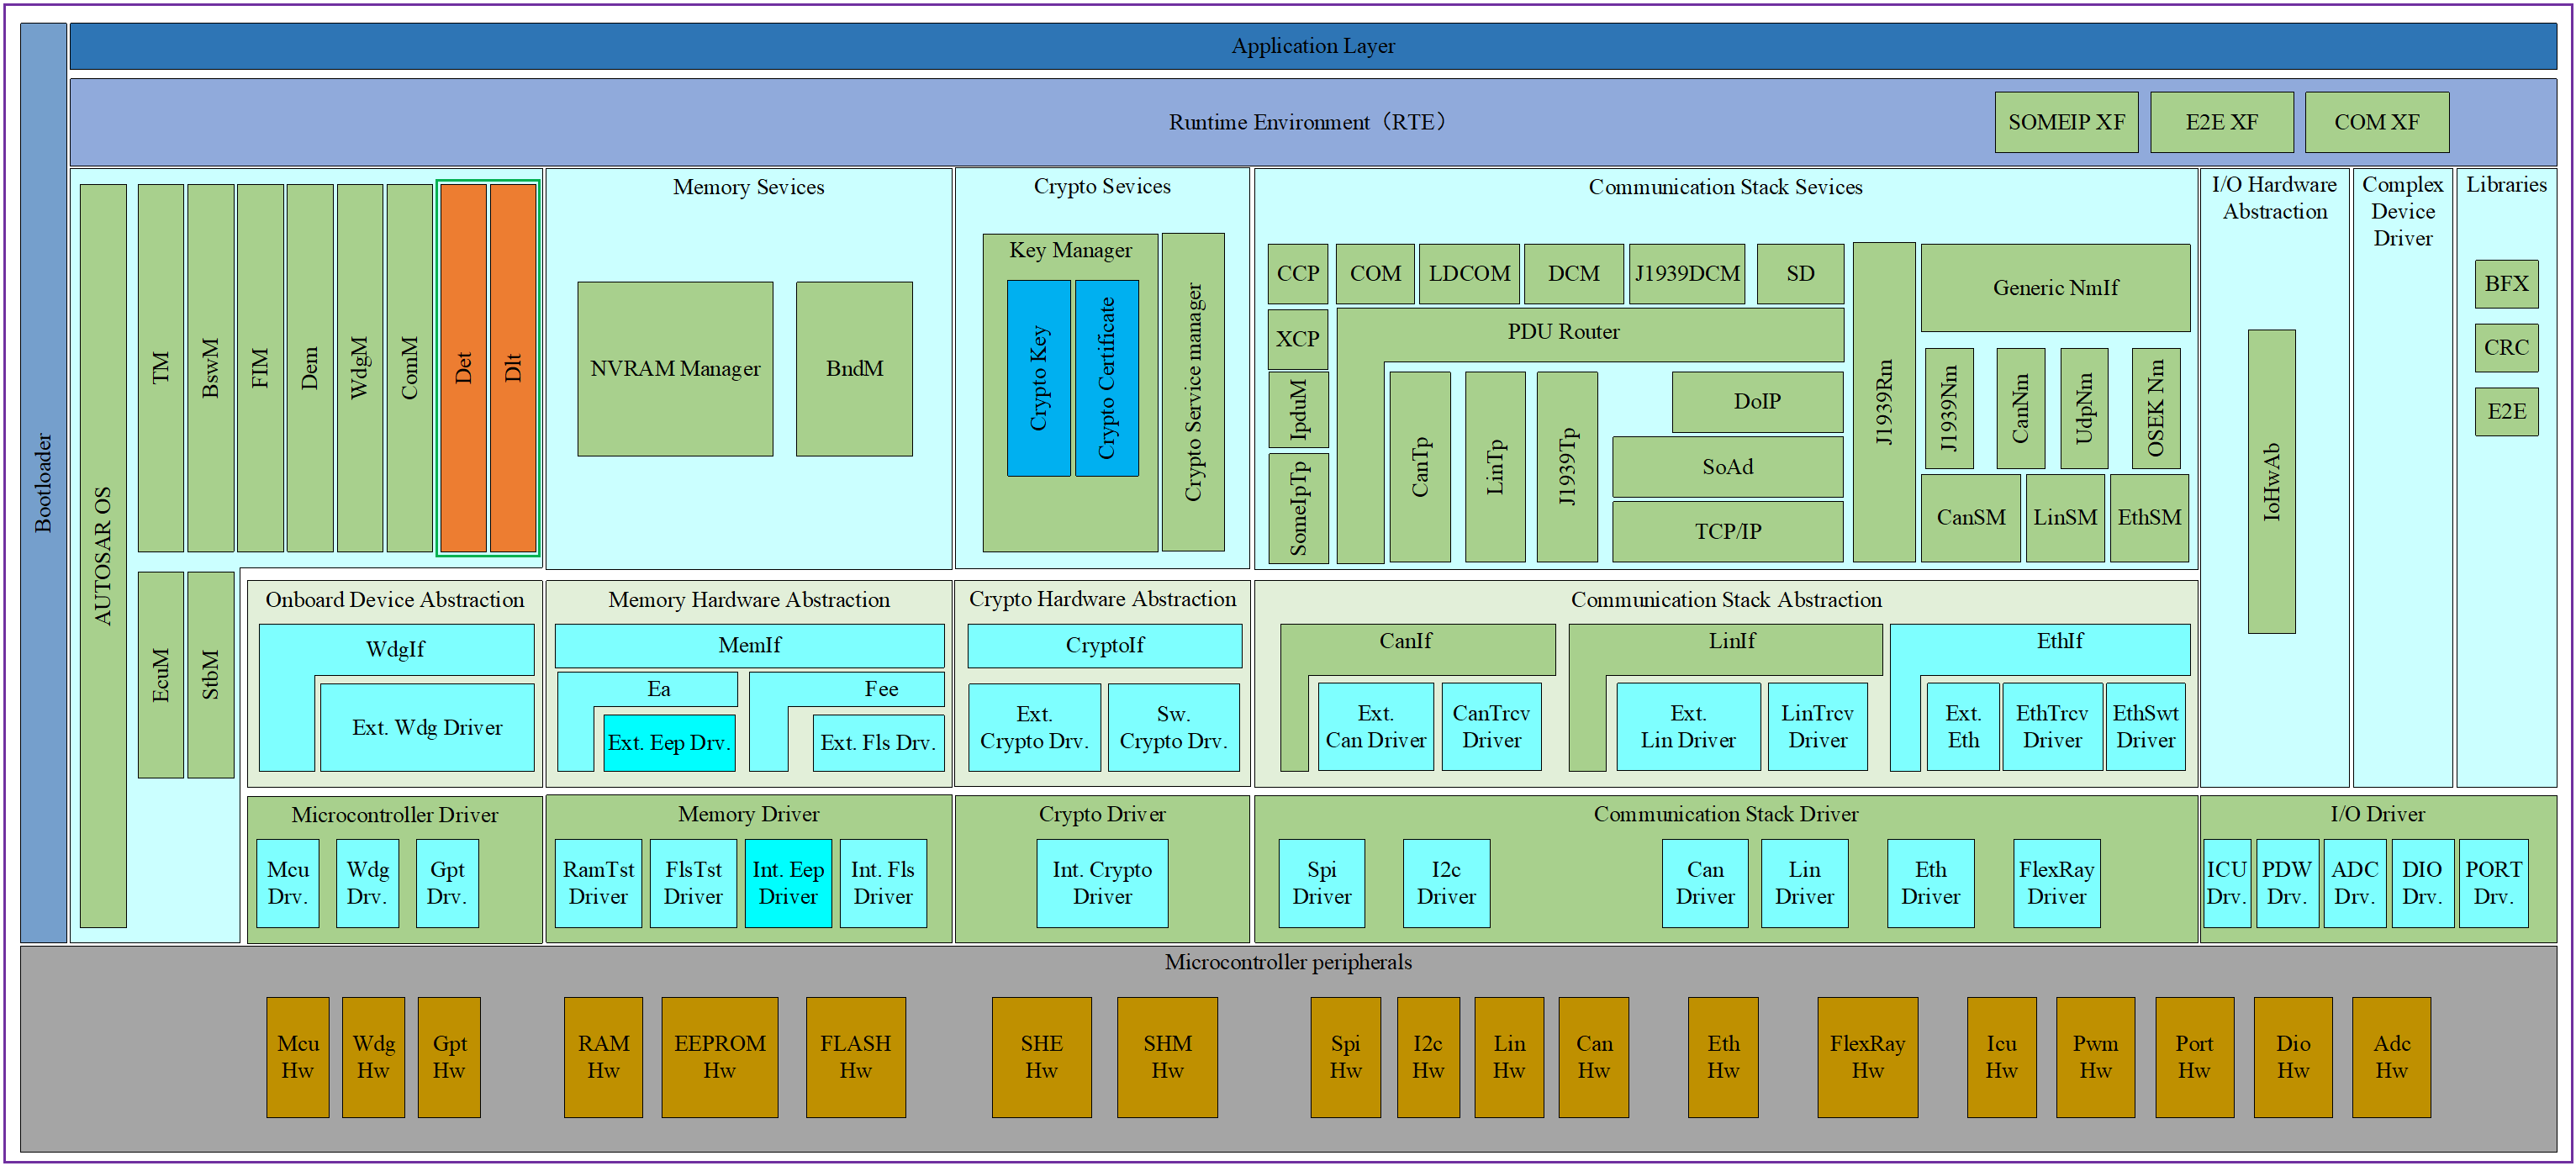 Application Layer
Runtime Environment（RTE）
SOMEIP XF
E2E XF
COM XF
Bootloader
AUTOSAR OS
TM
BswM
FIM
Dem
WdgM
ComM
Det
Dlt
EcuM
StbM
Memory Sevices
NVRAM Manager
BndM
Crypto Sevices
Key Manager
Crypto Key
Crypto Certificate
Crypto Service manager
Communication Stack Sevices
CCP
COM
LDCOM
DCM
J1939DCM
SD
XCP
PDU Router
IpduM
SomeIpTp
CanTp
LinTp
J1939Tp
DoIP
SoAd
TCP/IP
J1939Rm
Generic NmIf
J1939Nm
CanNm
UdpNm
OSEK Nm
CanSM
LinSM
EthSM
I/O Hardware
Abstraction
IoHwAb
Complex
Device
Driver
Libraries
BFX
CRC
E2E
Onboard Device Abstraction
WdgIf
Ext. Wdg Driver
Memory Hardware Abstraction
MemIf
Ea
Fee
Ext. Eep Drv.
Ext. Fls Drv.
Crypto Hardware Abstraction
CryptoIf
Ext.
Crypto Drv.
Sw.
Crypto Drv.
Communication Stack Abstraction
CanIf
Ext.
Can Driver
CanTrcv
Driver
LinIf
Ext.
Lin Driver
LinTrcv
Driver
EthIf
Ext.
Eth
EthTrcv
Driver
EthSwt
Driver
Microcontroller Driver
Mcu
Drv.
Wdg
Drv.
Gpt
Drv.
Memory Driver
RamTst
Driver
FlsTst
Driver
Int. Eep
Driver
Int. Fls
Driver
Crypto Driver
Int. Crypto
Driver
Communication Stack Driver
Spi
Driver
I2c
Driver
Can
Driver
Lin
Driver
Eth
Driver
FlexRay
Driver
I/O Driver
ICU
Drv.
PDW
Drv.
ADC
Drv.
DIO
Drv.
PORT
Drv.
Microcontroller peripherals
Mcu
Hw
Wdg
Hw
Gpt
Hw
RAM
Hw
EEPROM
Hw
FLASH
Hw
SHE
Hw
SHM
Hw
Spi
Hw
I2c
Hw
Lin
Hw
Can
Hw
Eth
Hw
FlexRay
Hw
Icu
Hw
Pwm
Hw
Port
Hw
Dio
Hw
Adc
Hw